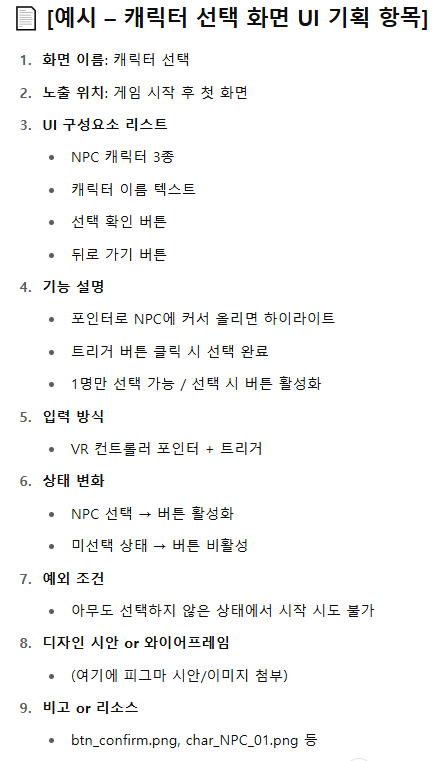 [예시 – 캐릭터 선택 화면 UI 기획 항목]
1. 화면 이름: 캐릭터 선택
2. 노출 위치: 게임 시작 후 첫 화면
3. UI 구성요소 리스트
• NPC 캐릭터 3종
• 캐릭터 이름 텍스트
• 선택 확인 버튼
• 뒤로 가기 버튼
4. 기능 설명
• 포인터로 NPC에 커서 올리면 하이라이트
• 트리거 버튼 클릭 시 선택 완료
• 1명만 선택 가능 / 선택 시 버튼 활성화
5. 입력 방식
• VR 컨트롤러 포인터 + 트리거
6. 상태 변화
• NPC 선택 → 버튼 활성화
• 미선택 상태 → 버튼 비활성
7. 예외 조건
• 아무도 선택하지 않은 상태에서 시작 시도 불가
8. 디자인 시안 or 와이어프레임
• (여기에 피그마 시안/이미지 첨부)
9. 비고 or 리소스
• btn_confirm.png, char_NPC_01.png 등